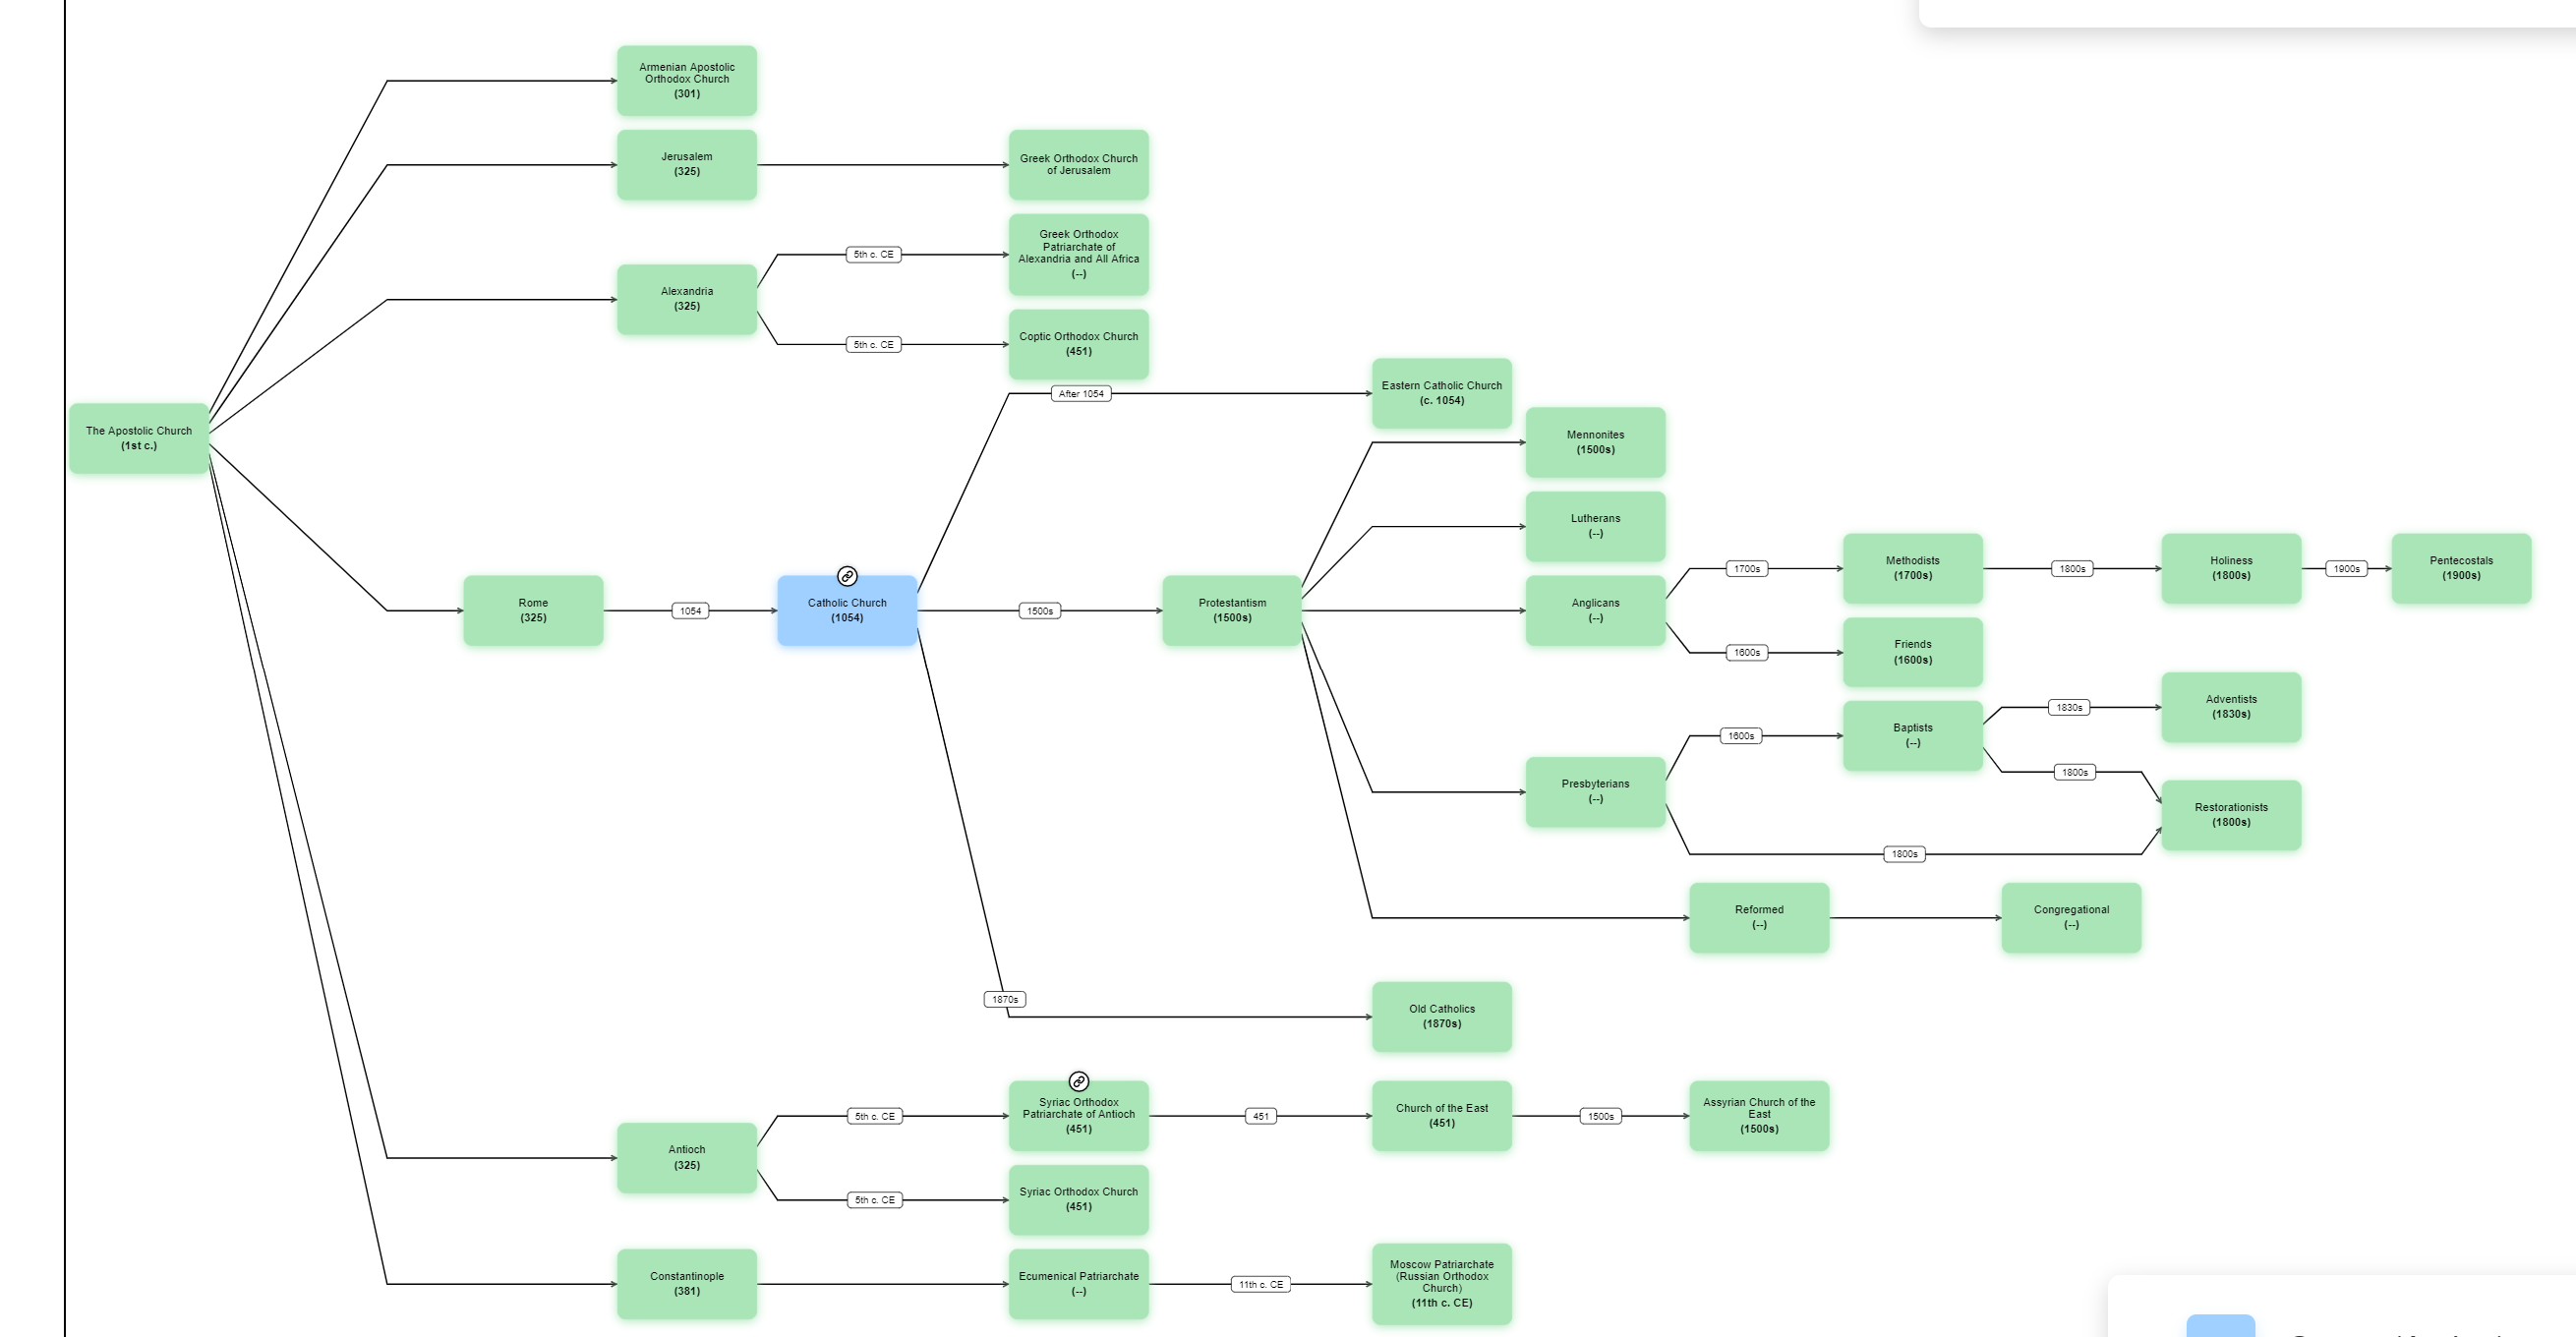 Armenian Apostolic
Orthodox Church
(301)
Jerusalem
(325)
Greek Orthodox Church
of Jerusalem
Alexandria
(325)
5th c. CE
Greek Orthodox
Patriarchate of
Alexandria and All Africa
(--)
5th c. CE
Coptic Orthodox Church
(451)
The Apostolic Church
(1st c.)
After 1054
Eastern Catholic Church
(c. 1054)
Rome
(325)
1054
Catholic Church
(1054)
1500s
Protestantism
(1500s)
Mennonites
(1500s)
Lutherans
(--)
Anglicans
(--)
1700s
Methodists
(1700s)
1800s
Holiness
(1800s)
1900s
Pentecostals
(1900s)
1600s
Friends
(1600s)
Presbyterians
(--)
1600s
Baptists
(--)
1830s
Adventists
(1830s)
1800s
Restorationists
(1800s)
1800s
Reformed
(--)
Congregational
(--)
1870s
Old Catholics
(1870s)
Antioch
(325)
5th c. CE
Syriac Orthodox
Patriarchate of Antioch
(451)
451
Church of the East
(451)
1500s
Assyrian Church of the
East
(1500s)
5th c. CE
Syriac Orthodox Church
(451)
Constantinople
(381)
Ecumenical Patriarchate
(--)
11th c. CE
Moscow Patriarchate
(Russian Orthodox
Church)
(11th c. CE)